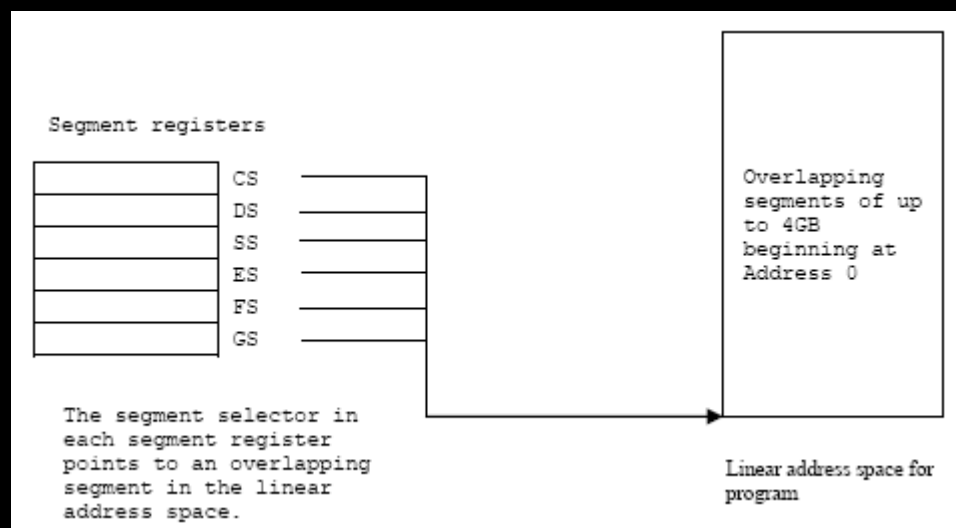 Segment registers
CS
DS
SS
ES
FS
GS
The segment selector in
each segment register
points to an overlapping
segment in the linear
address space.
Overlapping
segments of up
to 4GB
beginning at
Address 0
Linear address space for
program